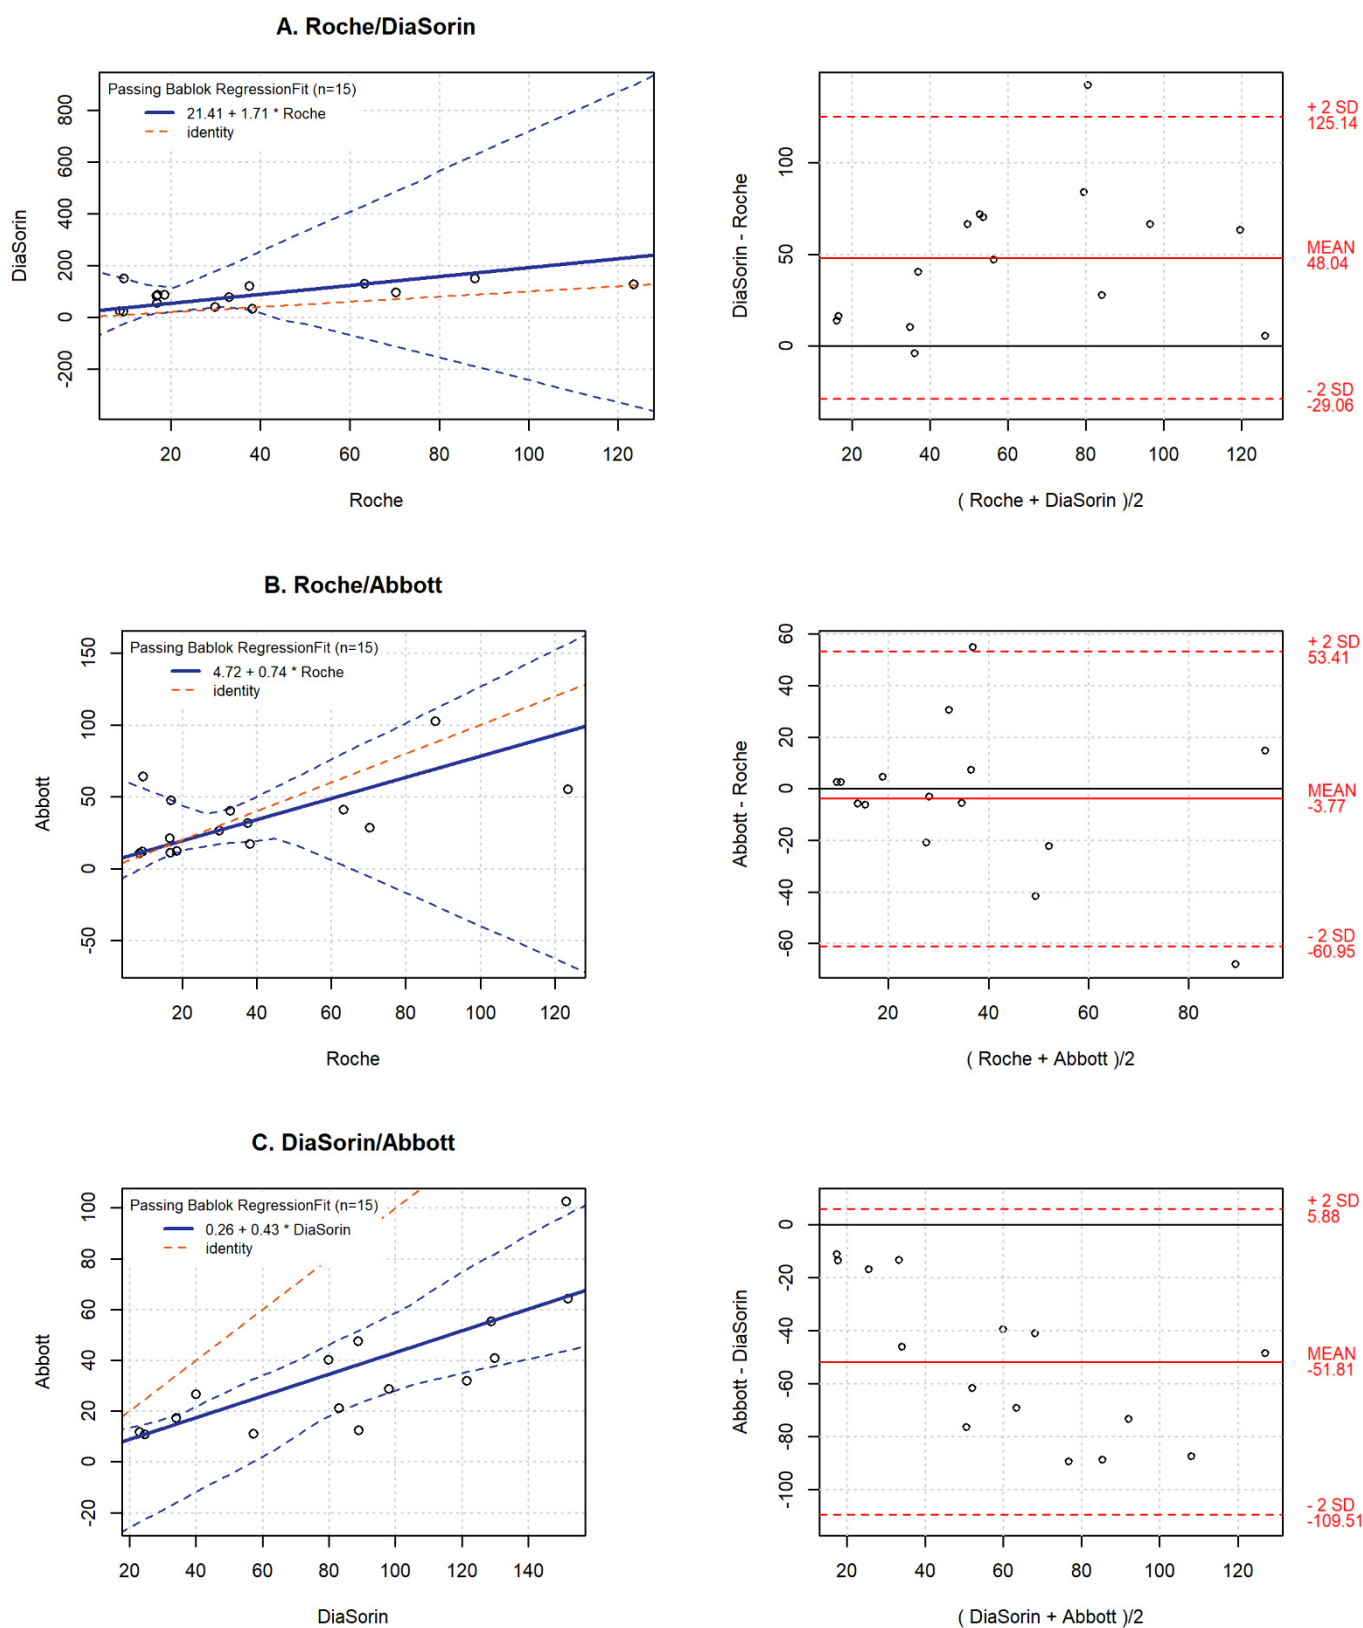 A. Roche/DiaSorin
Passing Bablok RegressionFit (n=15)
21.41 + 1.71 * Roche
identity
DiaSorin
800
600
400
200
0
-200
20 40 60 80 100 120
Roche
DiaSorin - Roche
100
50
0
20 40 60 80 100 120
( Roche + DiaSorin )/2
+ 2 SD
125.14
MEAN
48.04
- 2 SD
-29.06
B. Roche/Abbott
Passing Bablok RegressionFit (n=15)
4.72 + 0.74 * Roche
identity
Abbott
150
100
50
0
-50
20 40 60 80 100 120
Roche
Abbott - Roche
60
40
20
0
-20
-40
-60
20 40 60 80
( Roche + Abbott )/2
+ 2 SD
53.41
MEAN
-3.77
- 2 SD
-60.95
C. DiaSorin/Abbott
Passing Bablok RegressionFit (n=15)
0.26 + 0.43 * DiaSorin
identity
Abbott
100
80
60
40
20
0
-20
20 40 60 80 100 120 140
DiaSorin
Abbott - DiaSorin
0
-20
-40
-60
-80
-100
20 40 60 80 100 120
( DiaSorin + Abbott )/2
+ 2 SD
5.88
MEAN
-51.81
- 2 SD
-109.51